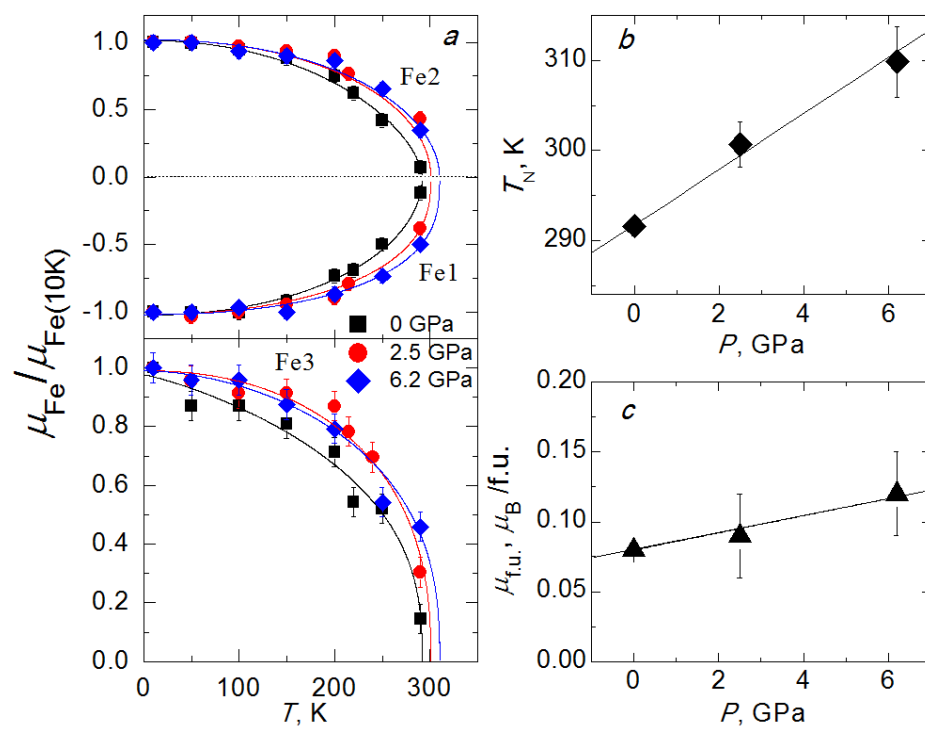 a
1.0
0.5
0.0
-0.5
-1.0
Fe2
Fe1
0 GPa
2.5 GPa
6.2 GPa
Fe3
1.0
0.8
0.6
0.4
0.2
0.0
μFe / μFe(10K)
0 100 200 300
T, K
b
310
300
290
TN, K
0 2 4 6
P, GPa
c
0.20
0.15
0.10
0.05
0.00
μf.u., μB /f.u.
0 2 4 6
P, GPa